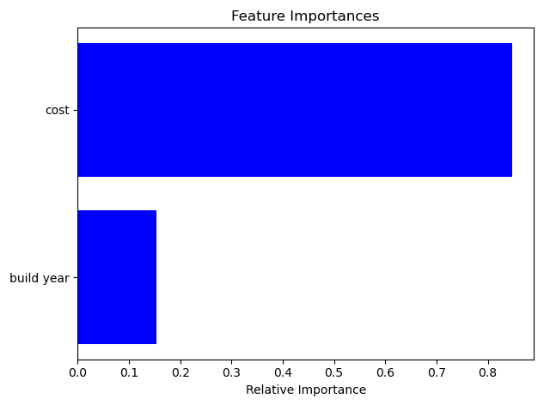 Feature Importances
cost
build year
0.0 0.1 0.2 0.3 0.4 0.5 0.6 0.7 0.8
Relative Importance